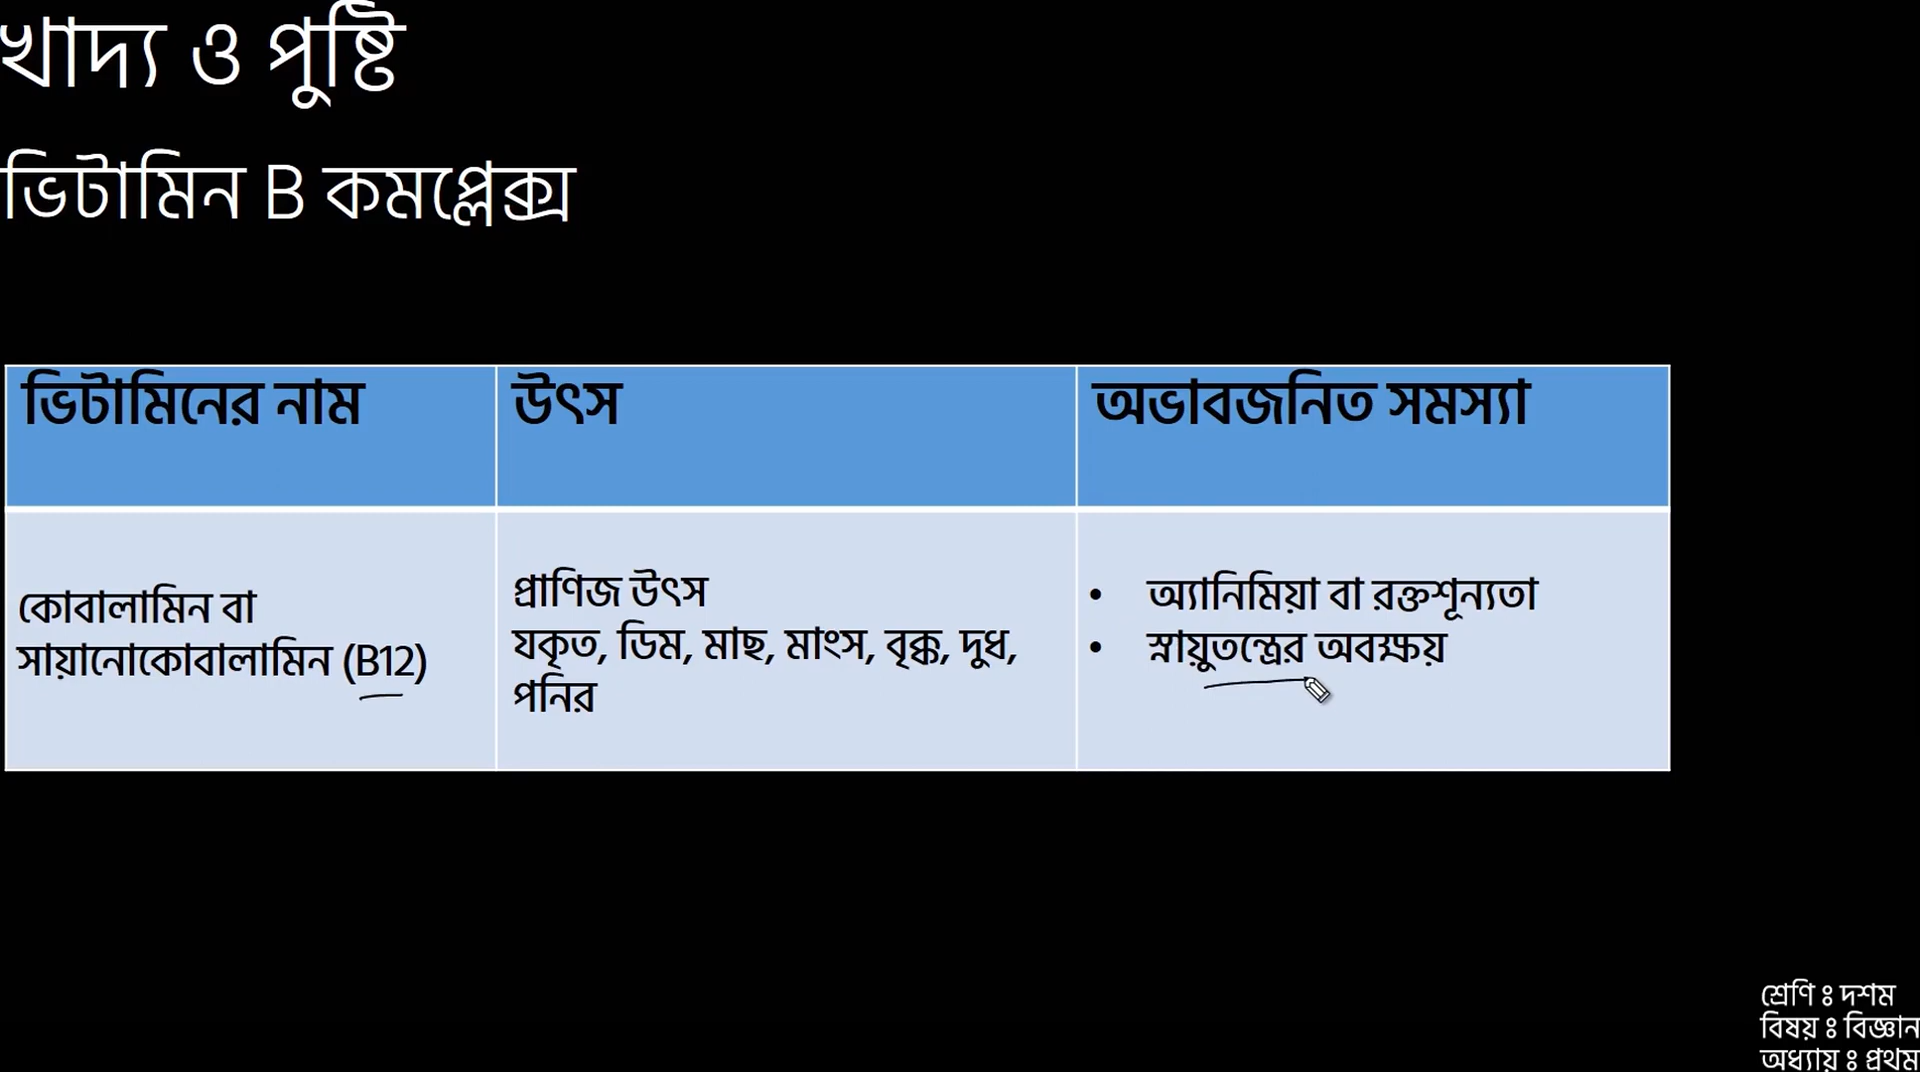 খাদ্য ও পুষ্টি
ভিটামিন B কমপ্লেক্স
ভিটামিনের নাম
উৎস
অভাবজনিত সমস্যা
কোবালামিন বা
সায়ানোকোবালামিন (B12)
প্রাণিজ উৎস
যকৃত, ডিম, মাছ, মাংস, বৃক্ক, দুধ,
পনির
• অ্যানিমিয়া বা রক্তশূন্যতা
• স্নায়ুতন্ত্রের অবক্ষয়
শ্রেণি ঃ দশম
বিষয় ঃ বিজ্ঞান
অধ্যায় ঃ প্রথম